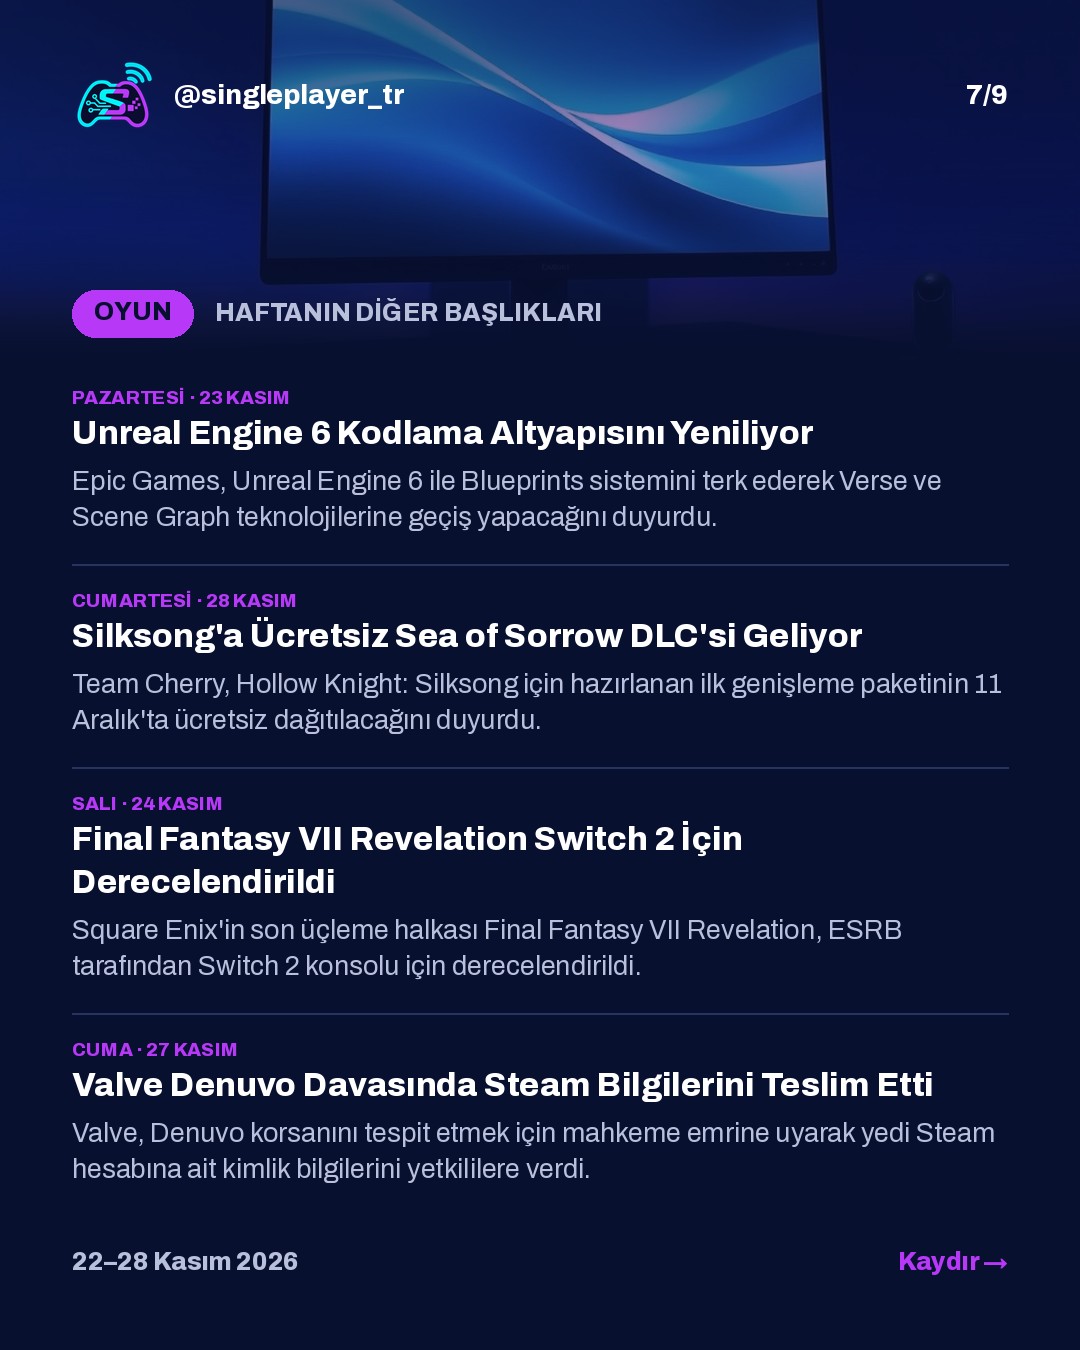 @singleplayer_tr
7/9
OYUN
HAFTANIN DİĞER BAŞLIKLARI
PAZARTESİ · 23 KASIM
Unreal Engine 6 Kodlama Altyapısını Yeniliyor
Epic Games, Unreal Engine 6 ile Blueprints sistemini terk ederek Verse ve
Scene Graph teknolojilerine geçiş yapacağını duyurdu.
CUMARTESİ · 28 KASIM
Silksong'a Ücretsiz Sea of Sorrow DLC'si Geliyor
Team Cherry, Hollow Knight: Silksong için hazırlanan ilk genişleme paketinin 11
Aralık'ta ücretsiz dağıtılacağını duyurdu.
SALI · 24 KASIM
Final Fantasy VII Revelation Switch 2 İçin
Derecelendirildi
Square Enix'in son üçleme halkası Final Fantasy VII Revelation, ESRB
tarafından Switch 2 konsolu için derecelendirildi.
CUMA · 27 KASIM
Valve Denuvo Davasında Steam Bilgilerini Teslim Etti
Valve, Denuvo korsanını tespit etmek için mahkeme emrine uyarak yedi Steam
hesabına ait kimlik bilgilerini yetkililere verdi.
22–28 Kasım 2026
Kaydır→